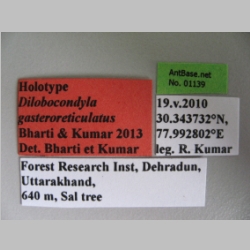 Holotype
Dilobocondyla
gasteroreticulatus
Bharti & Kumar 2013
Det. Bharti et Kumar
AntBase.net
No. 01139
19.v.2010
30.343732°N,
77.992802°E
leg. R. Kumar
Forest Research Inst, Dehradun,
Uttarakhand,
640 m, Sal tree